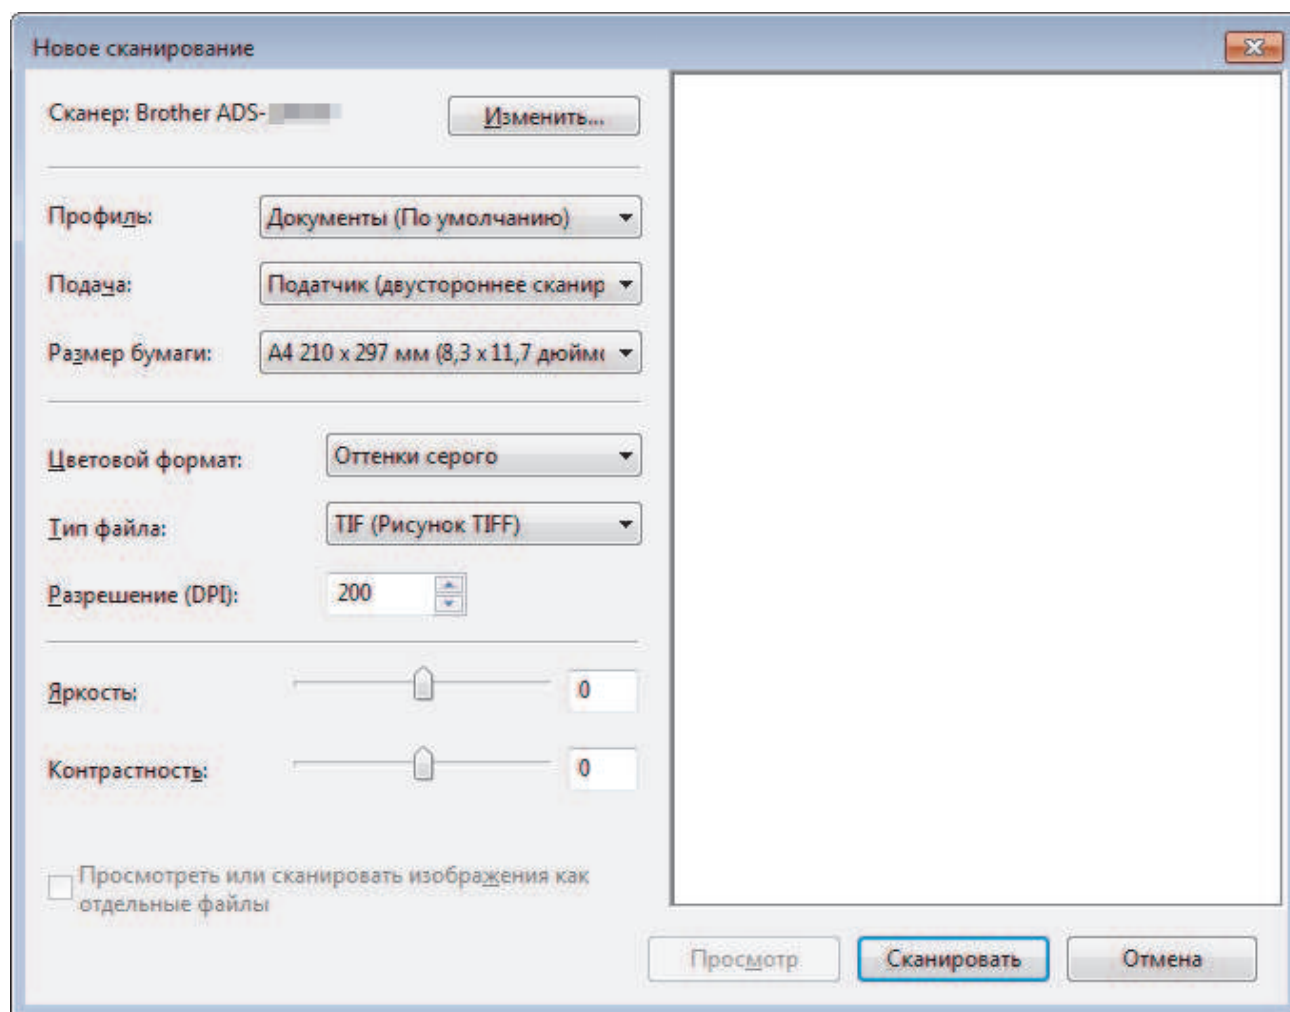 Новое сканирование
Сканер: Brother ADS-
Изменить...
Профиль:
Документы (По умолчанию)
Подача:
Податчик (двустороннее сканир
Размер бумаги:
A4 210 x 297 мм (8,3 x 11,7 дюймо
Цветовой формат:
Оттенки серого
Тип файла:
TIF (Рисунок TIFF)
Разрешение (DPI):
200
Яркость:
0
Контрастность:
0
Просмотреть или сканировать изображения как
отдельные файлы
Просмотр
Сканировать
Отмена